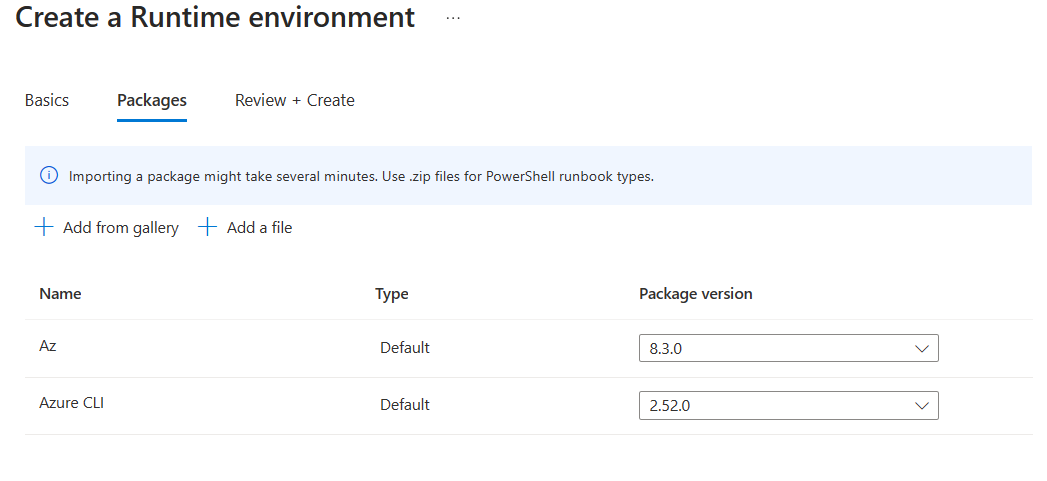 Create a Runtime environment ...
Basics Packages Review + Create
Importing a package might take several minutes. Use .zip files for PowerShell runbook types.
Add from gallery Add a file
Name Type Package version
Az Default 8.3.0
Azure CLI Default 2.52.0